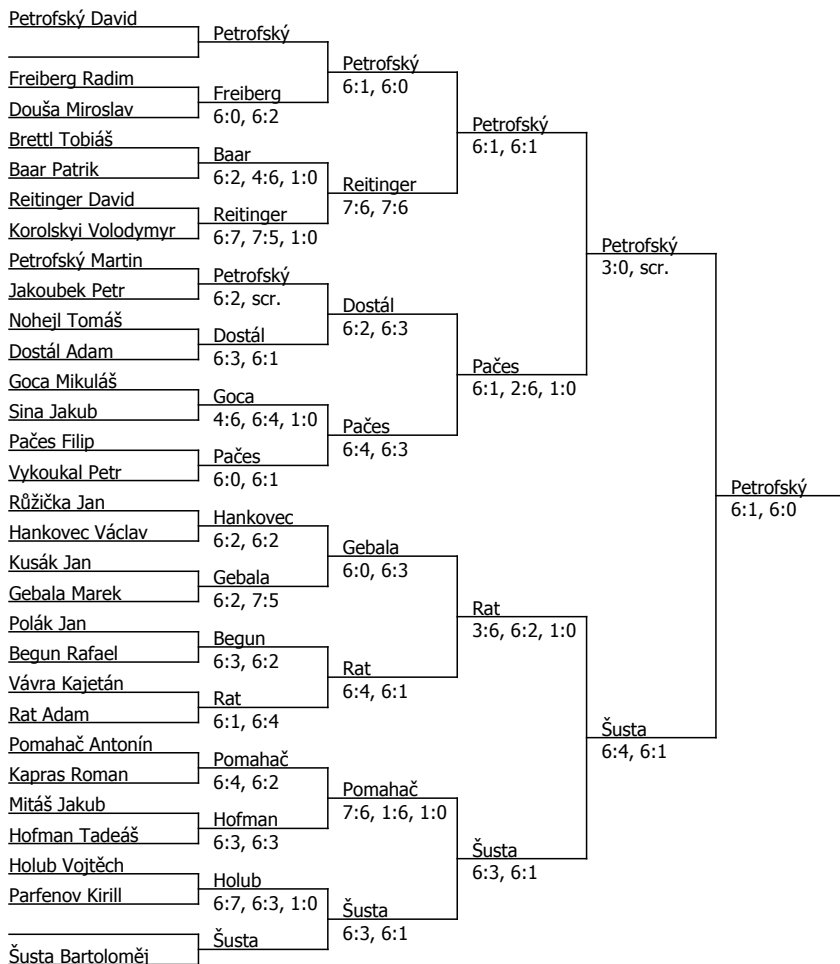 Petrofský David
Freiberg Radim
Douša Miroslav
Brettl Tobiáš
Baar Patrik
Reitinger David
Korolskyi Volodymyr
Petrofský Martin
Jakoubek Petr
Nohejl Tomáš
Dostál Adam
Goca Mikuláš
Sina Jakub
Pačes Filip
Vykoukal Petr
Růžička Jan
Hankovec Václav
Kusák Jan
Gebala Marek
Polák Jan
Begun Rafael
Vávra Kajetán
Rat Adam
Pomahač Antonín
Kapras Roman
Mitáš Jakub
Hofman Tadeáš
Holub Vojtěch
Parfenov Kirill
Šusta Bartoloměj
Petrofský
Freiberg
6:0, 6:2
Baar
6:2, 4:6, 1:0
Reitinger
6:7, 7:5, 1:0
Petrofský
6:2, scr.
Dostál
6:3, 6:1
Goca
4:6, 6:4, 1:0
Pačes
6:0, 6:1
Hankovec
6:2, 6:2
Gebala
6:2, 7:5
Begun
6:3, 6:2
Rat
6:1, 6:4
Pomahač
6:4, 6:2
Hofman
6:3, 6:3
Holub
6:7, 6:3, 1:0
Šusta
Petrofský
6:1, 6:0
Reitinger
7:6, 7:6
Dostál
6:2, 6:3
Pačes
6:4, 6:3
Gebala
6:0, 6:3
Rat
6:4, 6:1
Pomahač
7:6, 1:6, 1:0
Šusta
6:3, 6:1
Petrofský
6:1, 6:1
Pačes
6:1, 2:6, 1:0
Rat
3:6, 6:2, 1:0
Šusta
6:3, 6:1
Petrofský
3:0, scr.
Šusta
6:4, 6:1
Petrofský
6:1, 6:0